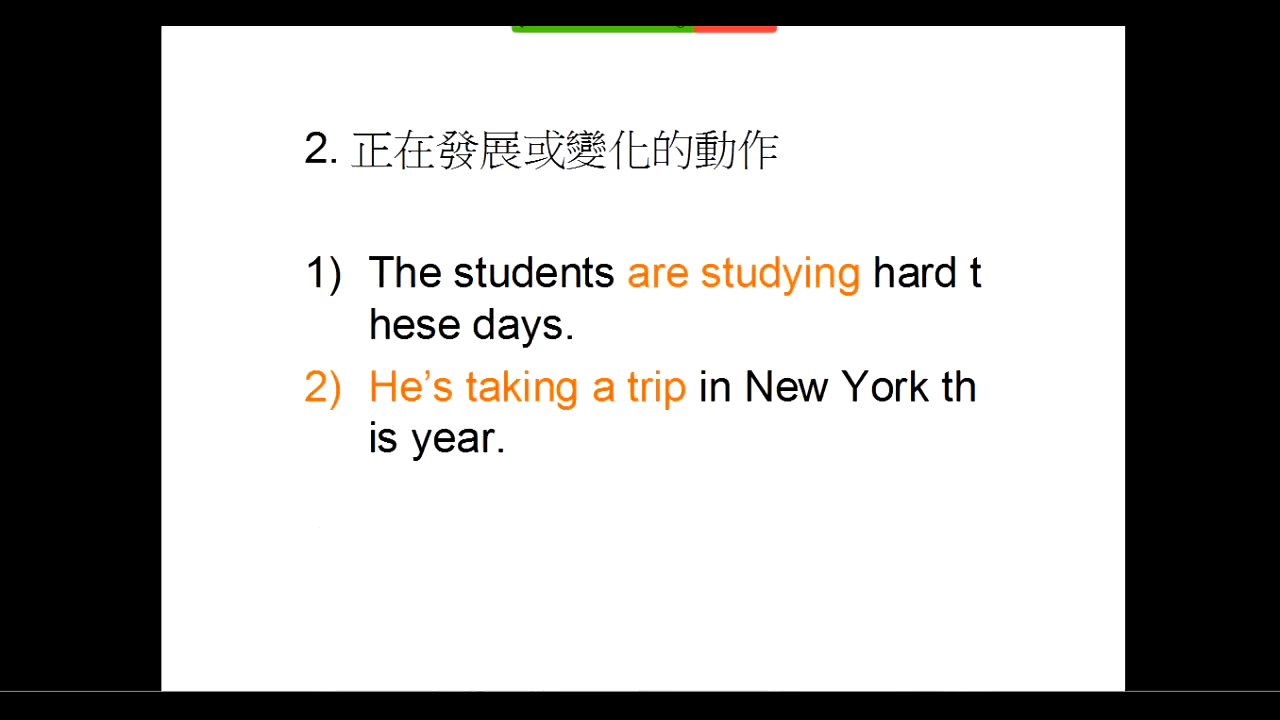 2. 正在發展或變化的動作
1) The students are studying hard t
hese days.
2) He’s taking a trip in New York th
is year.